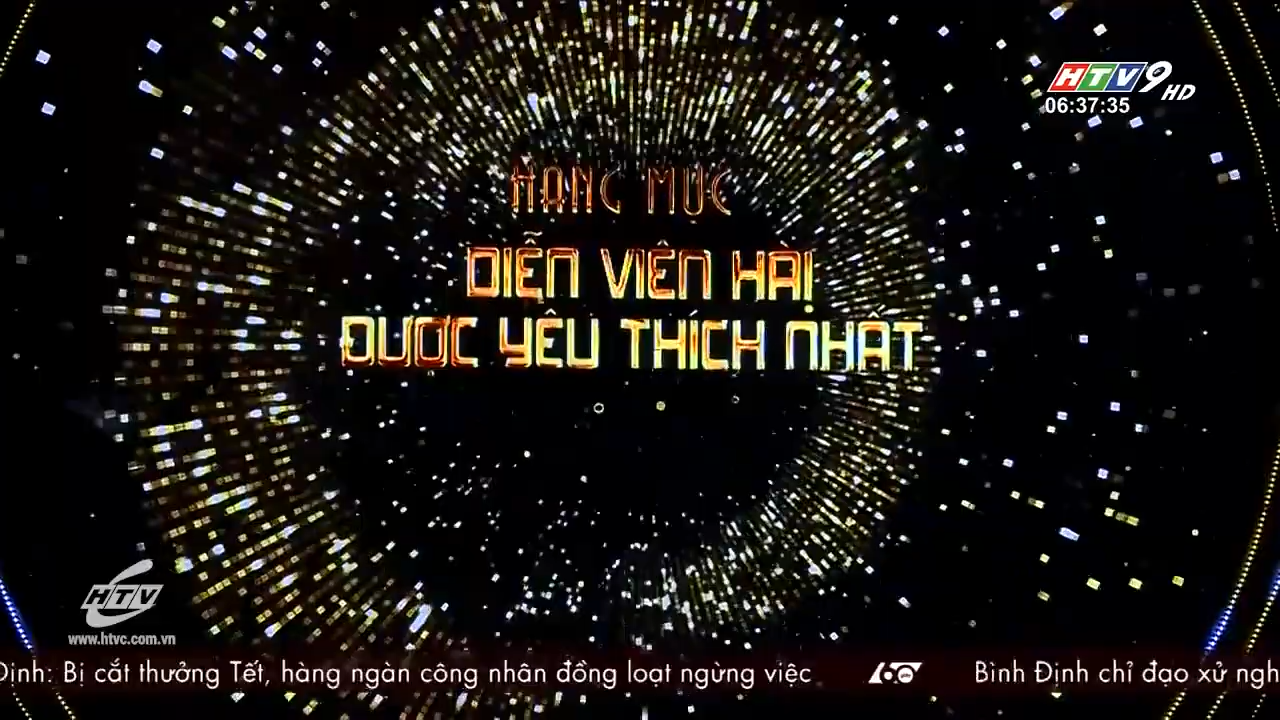 HTV9 HD
06:37:35
HẠNG MỤC
DIỄN VIÊN HÀI
ĐƯỢC YÊU THÍCH NHẤT
HTV
www.htvc.com.vn
Định: Bị cắt thưởng Tết, hàng ngàn công nhân đồng loạt ngừng việc
60
Bình Định chỉ đạo xử